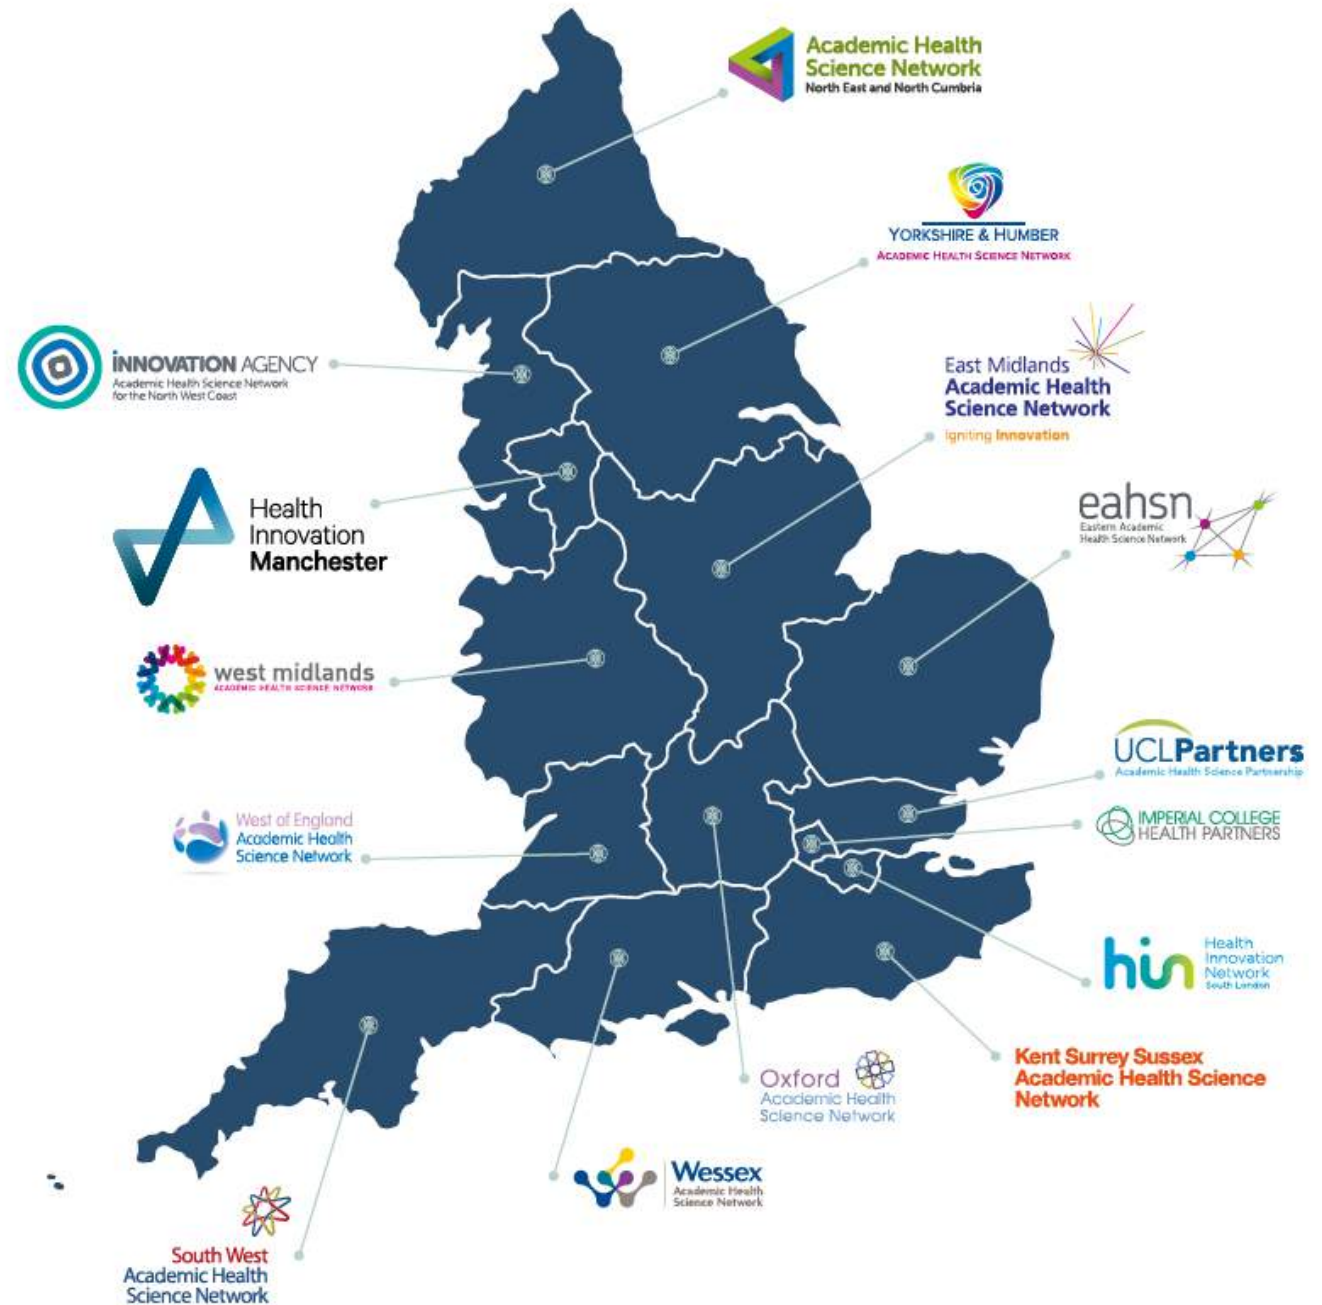 Academic Health
Science Network
North East and North Cumbria
YORKSHIRE & HUMBER
ACADEMIC HEALTH SCIENCE NETWORK
iNNOVATION AGENCY
Academic Health Science Network
for the North West Coast
East Midlands
Academic Health
Science Network
Igniting Innovation
Health
Innovation
Manchester
eahsn
Eastern Academic
Health Science Network
west midlands
ACADEMIC HEALTH SCIENCE NETWORK
UCLPartners
Academic Health Science Partnership
West of England
Academic Health
Science Network
IMPERIAL COLLEGE
HEALTH PARTNERS
hin
Health
Innovation
Network
South London
Kent Surrey Sussex
Academic Health Science
Network
Oxford
Academic Health
Science Network
Wessex
Academic Health
Science Network
South West
Academic Health
Science Network